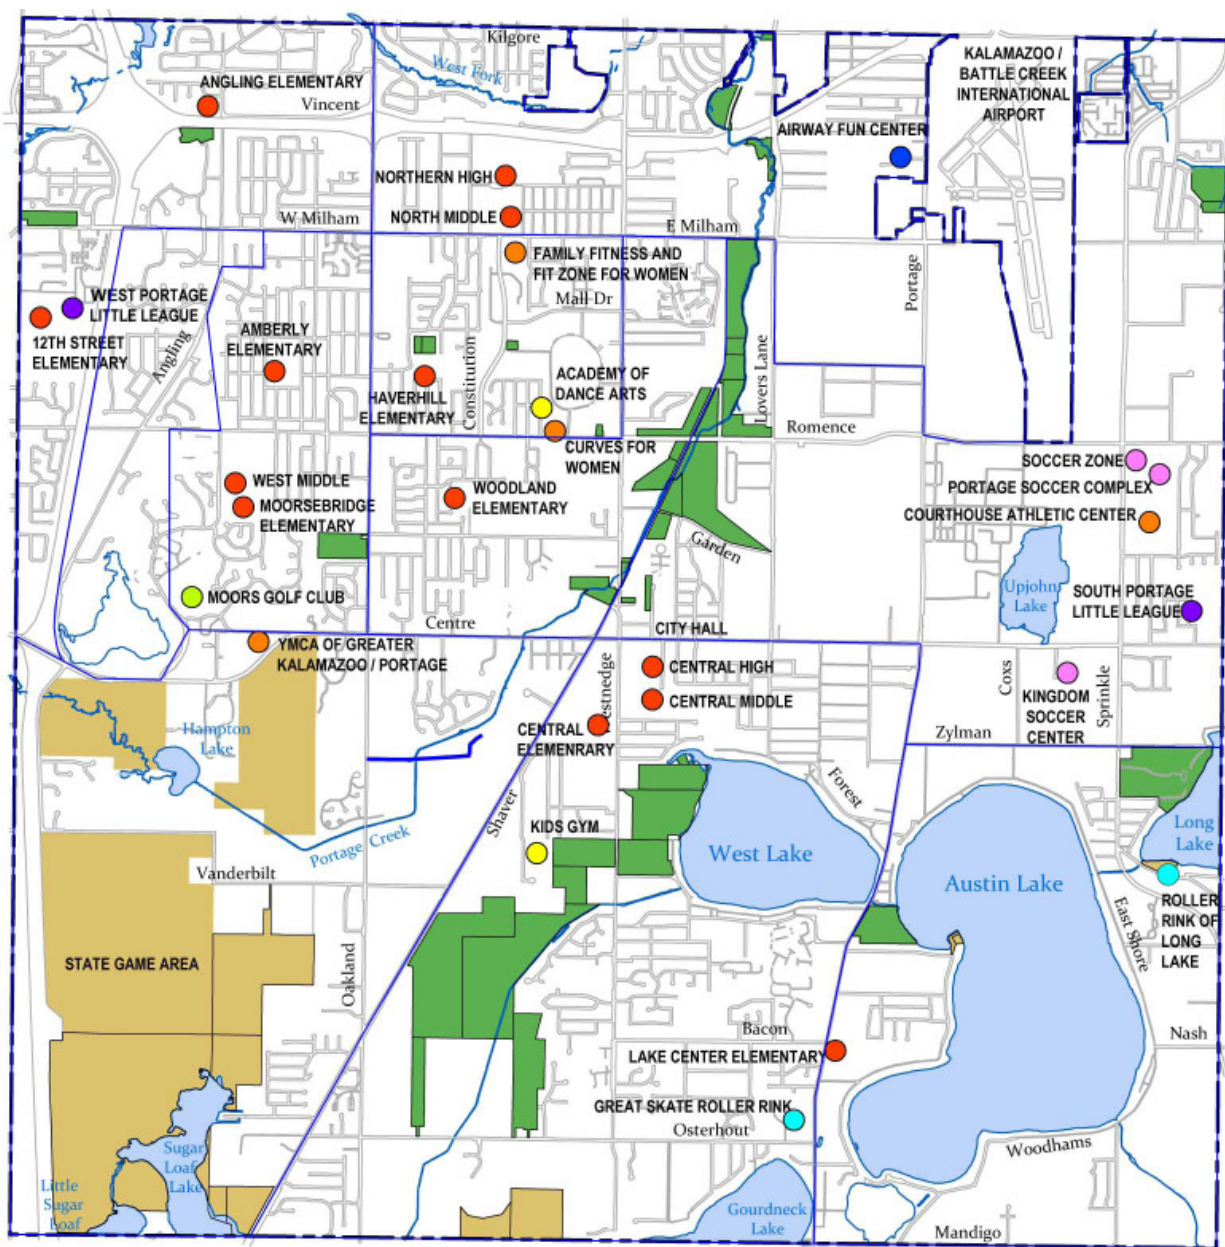 Kilgore
West Fork
KALAMAZOO /
BATTLE CREEK
INTERNATIONAL
AIRPORT
ANGLING ELEMENTARY
Vincent
AIRWAY FUN CENTER
NORTHERN HIGH
NORTH MIDDLE
W Milham
E Milham
FAMILY FITNESS AND
FIT ZONE FOR WOMEN
Mall Dr
Portage
WEST PORTAGE
LITTLE LEAGUE
12TH STREET
ELEMENTARY
Angling
AMBERLY
ELEMENTARY
HAVERHILL
ELEMENTARY
Constitution
ACADEMY OF
DANCE ARTS
Lovers Lane
Romence
CURVES FOR
WOMEN
SOCCER ZONE
PORTAGE SOCCER COMPLEX
COURTHOUSE ATHLETIC CENTER
WEST MIDDLE
MOORSEBRIDGE
ELEMENTARY
WOODLAND
ELEMENTARY
Garden
Upjohn
Lake
SOUTH PORTAGE
LITTLE LEAGUE
MOORS GOLF CLUB
Centre
CITY HALL
YMCA OF GREATER
KALAMAZOO / PORTAGE
CENTRAL HIGH
CENTRAL MIDDLE
estnedge
CENTRAL
ELEMENRARY
Coxs
Sprinkle
KINGDOM
SOCCER
CENTER
Zylman
Hampton
Lake
Shaver
Forest
Portage Creek
KIDS GYM
West Lake
Austin Lake
Long
Lake
Vanderbilt
ROLLER
RINK OF
LONG
LAKE
East Shore
STATE GAME AREA
Oakland
Bacon
Nash
LAKE CENTER ELEMENTARY
GREAT SKATE ROLLER RINK
Osterhout
Woodhams
Sugar
Loaf
Lake
Little
Sugar
Loaf
Gourdneck
Lake
Mandigo